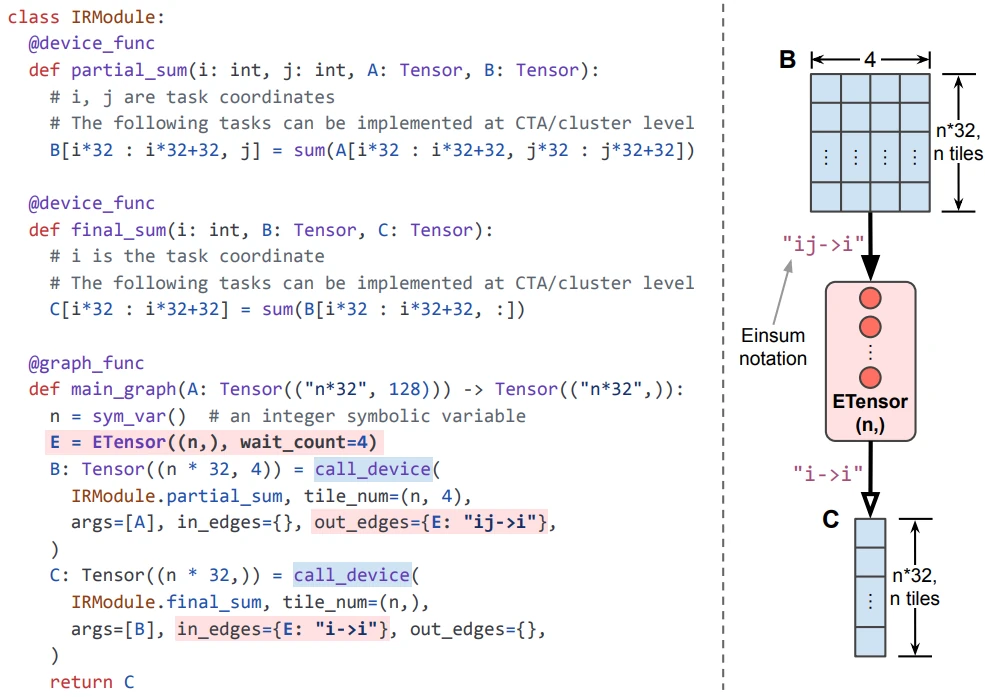 class IRModule:
  @device_func
  def partial_sum(i: int, j: int, A: Tensor, B: Tensor):
    # i, j are task coordinates
    # The following tasks can be implemented at CTA/cluster level
    B[i*32 : i*32+32, j] = sum(A[i*32 : i*32+32, j*32 : j*32+32])

  @device_func
  def final_sum(i: int, B: Tensor, C: Tensor):
    # i is the task coordinate
    # The following tasks can be implemented at CTA/cluster level
    C[i*32 : i*32+32] = sum(B[i*32 : i*32+32, :])

  @graph_func
  def main_graph(A: Tensor(("n*32", 128))) -> Tensor(("n*32",)):
    n = sym_var()  # an integer symbolic variable
    E = ETensor((n,), wait_count=4)
    B: Tensor((n * 32, 4)) = call_device(
      IRModule.partial_sum, tile_num=(n, 4),
      args=[A], in_edges={}, out_edges={E: "ij->i"},
    )
    C: Tensor((n * 32,)) = call_device(
      IRModule.final_sum, tile_num=(n,),
      args=[B], in_edges={E: "i->i"}, out_edges={},
    )
    return C
B
4
n*32,
n tiles
"ij->i"
Einsum
notation
ETensor
(n,)
"i->i"
C
n*32,
n tiles